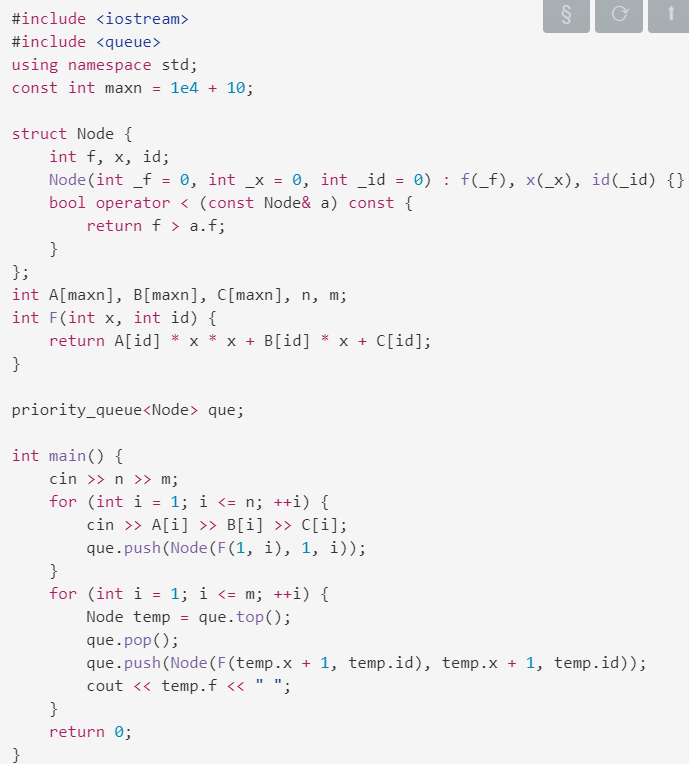 #include <iostream>
#include <queue>
using namespace std;
const int maxn = 1e4 + 10;
struct Node {
    int f, x, id;
    Node(int _f = 0, int _x = 0, int _id = 0) : f(_f), x(_x), id(_id) {}
    bool operator < (const Node& a) const {
        return f > a.f;
    }
};
int A[maxn], B[maxn], C[maxn], n, m;
int F(int x, int id) {
    return A[id] * x * x + B[id] * x + C[id];
}
priority_queue<Node> que;
int main() {
    cin >> n >> m;
    for (int i = 1; i <= n; ++i) {
        cin >> A[i] >> B[i] >> C[i];
        que.push(Node(F(1, i), 1, i));
    }
    for (int i = 1; i <= m; ++i) {
        Node temp = que.top();
        que.pop();
        que.push(Node(F(temp.x + 1, temp.id), temp.x + 1, temp.id));
        cout << temp.f << " ";
    }
    return 0;
}